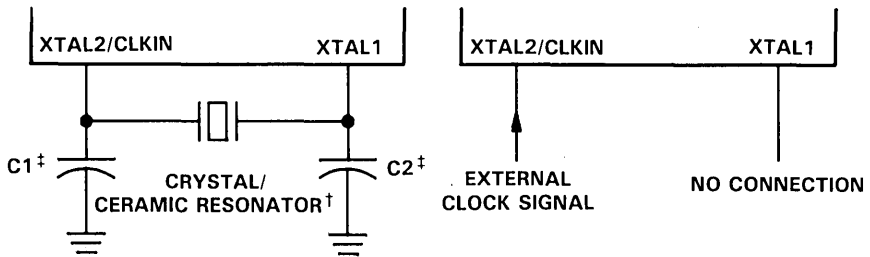 XTAL2/CLKIN XTAL1
C1‡ C2‡
CRYSTAL/
CERAMIC RESONATOR†
XTAL2/CLKIN XTAL1
EXTERNAL
CLOCK SIGNAL
NO CONNECTION